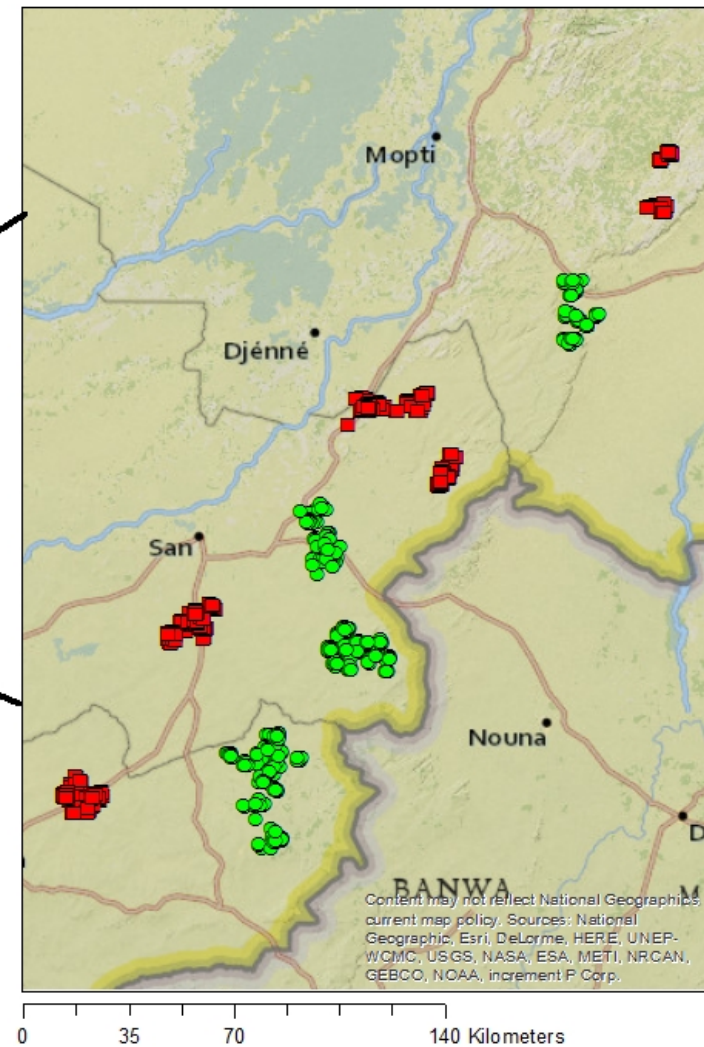 Mopti
Djénné
San
Nouna
D
BANWA
M
Content may not reflect National Geographic's
current map policy. Sources: National
Geographic, Esri, DeLorme, HERE, UNEP-
WCMC, USGS, NASA, ESA, METI, NRCAN,
GEBCO, NOAA, increment P Corp.
0 35 70 140 Kilometers